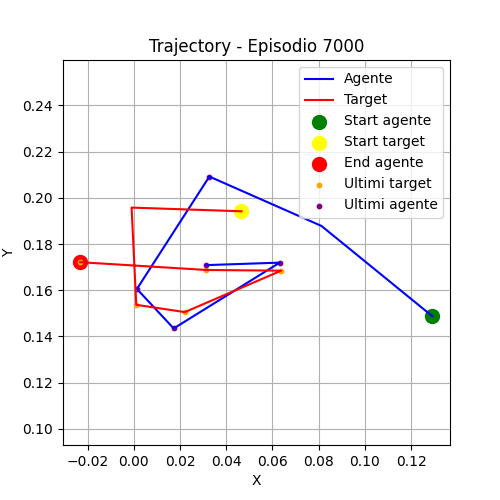 Trajectory - Episodio 7000
Agente
Target
Start agente
Start target
End agente
Ultimi target
Ultimi agente
Y
0.24
0.22
0.20
0.18
0.16
0.14
0.12
0.10
−0.02 0.00 0.02 0.04 0.06 0.08 0.10 0.12
X